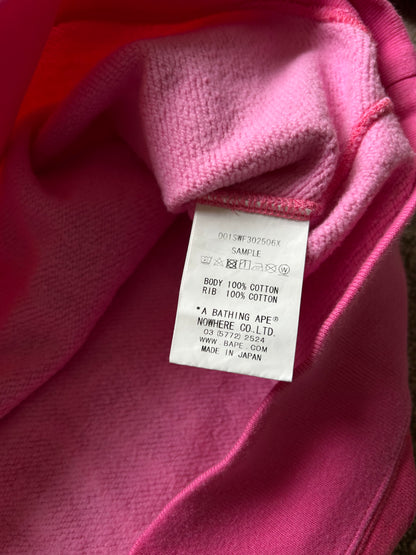 001SWF302506X
SAMPLE
BODY 100% COTTON
RIB 100% COTTON
*A BATHING APE®
NOWHERE CO.,LTD.
03 (5772) 2524
WWW. BAPE. COM
MADE IN JAPAN